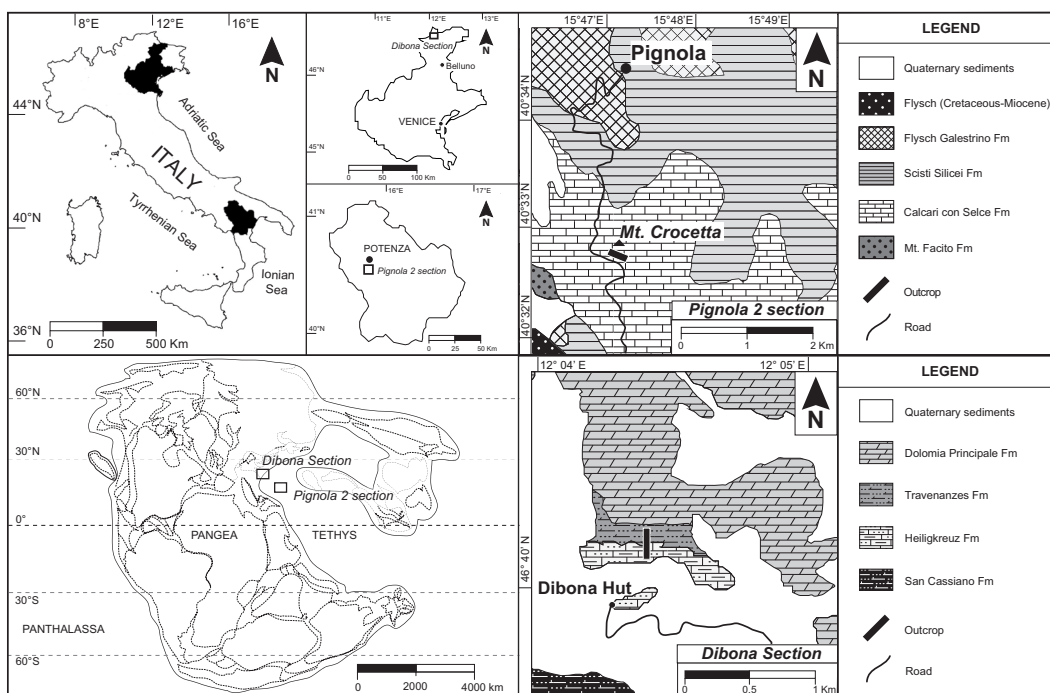 8°E 12°E 16°E
N
44°N
40°N
36°N
Adriatic Sea
ITALY
Tyrrhenian Sea
Ionian
Sea
0 250 500 Km
11°E 12°E 13°E
Dibona Section
N
46°N
Belluno
VENICE
45°N
0 50 100 Km
16°E 17°E
41°N
N
POTENZA
Pignola 2 section
40°N
0 25 50 Km
15°47'E 15°48'E 15°49'E
Pignola
N
40°34'N
40°33'N
40°32'N
Mt. Crocetta
Pignola 2 section
0 1 2 Km
LEGEND
Quaternary sediments
Flysch (Cretaceous-Miocene)
Flysch Galestrino Fm
Scisti Silicei Fm
Calcari con Selce Fm
Mt. Facito Fm
Outcrop
Road
60°N
30°N
0°
30°S
60°S
Dibona Section
Pignola 2 section
PANGEA
TETHYS
PANTHALASSA
0 2000 4000 km
12° 04' E 12° 05' E
N
46° 40' N
Dibona Hut
Dibona Section
0 0.5 1 Km
LEGEND
Quaternary sediments
Dolomia Principale Fm
Travenanzes Fm
Heiligkreuz Fm
San Cassiano Fm
Outcrop
Road